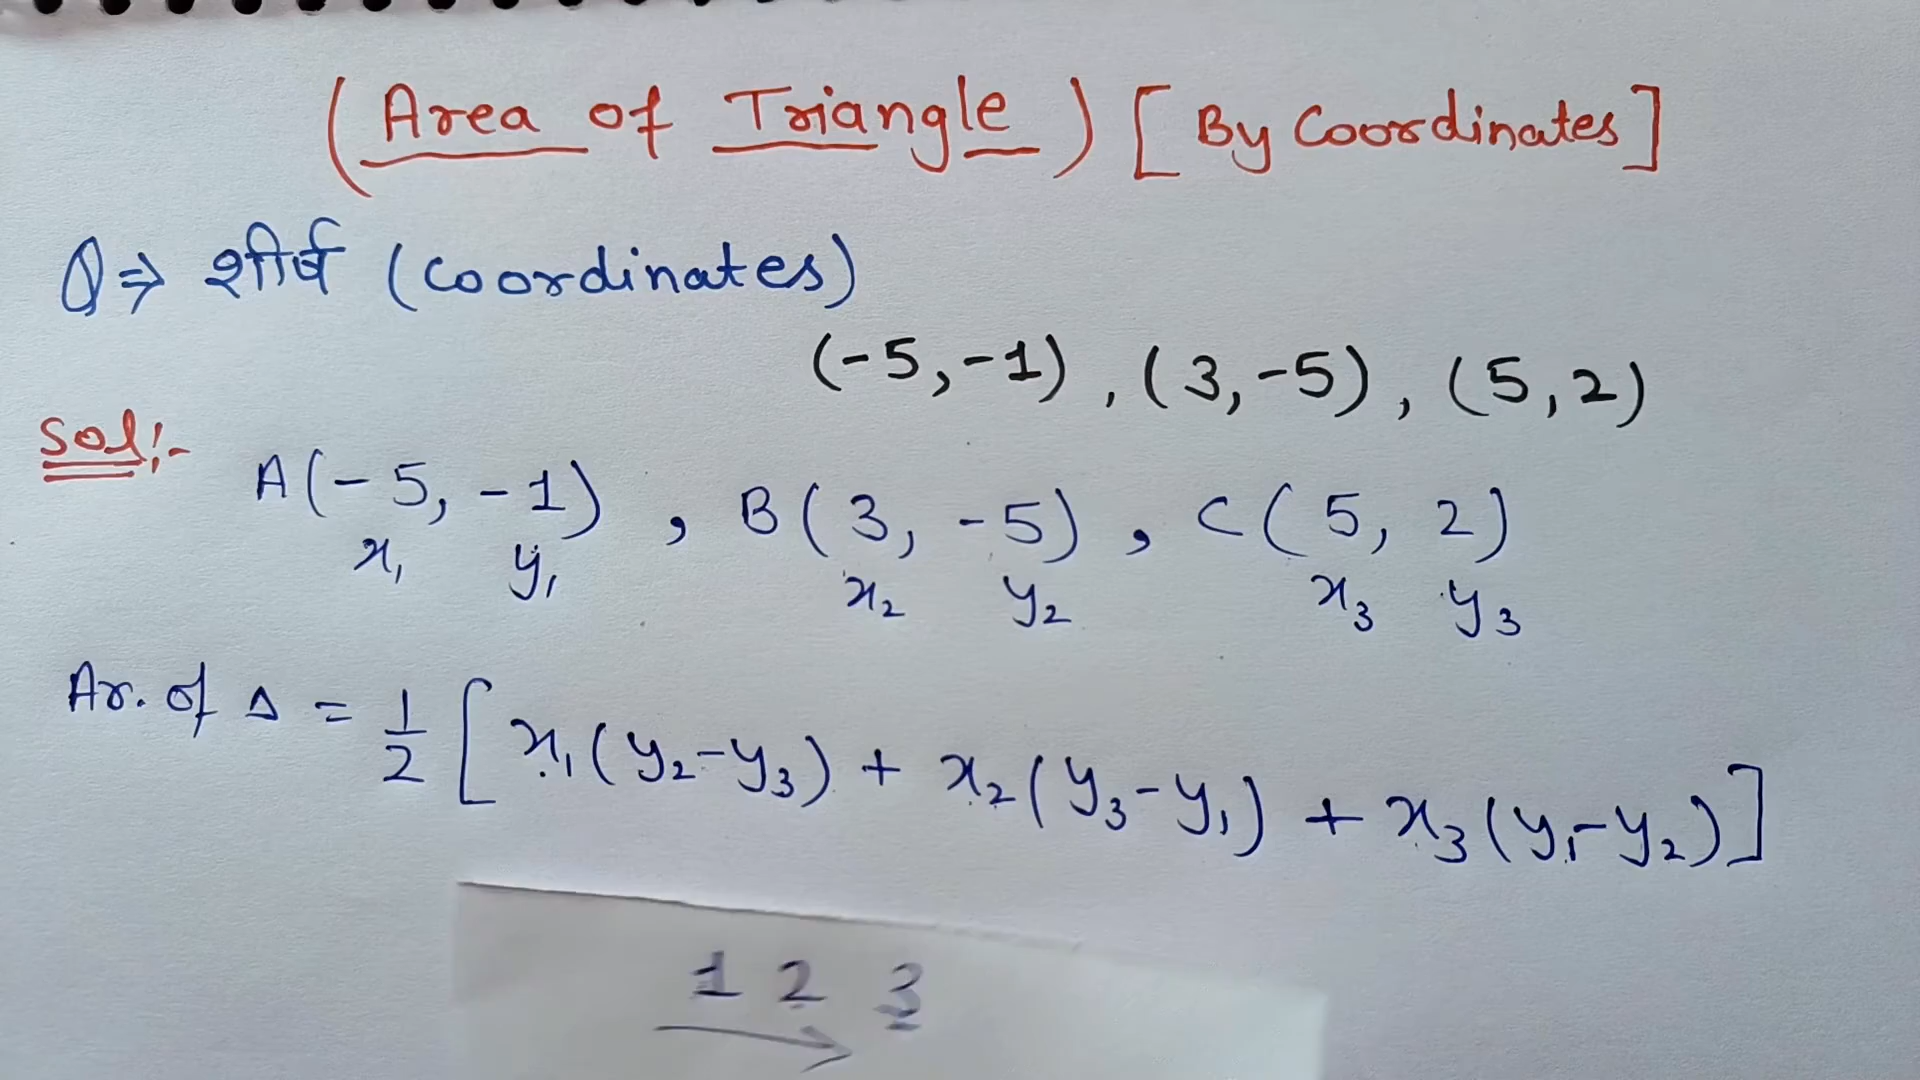 (Area of Triangle) [By Coordinates]
Q⇒ शीर्ष (coordinates)
(-5,-1), (3,-5), (5,2)
Sol:-
A(-5, -1), B(3, -5), C(5, 2)
x₁ y₁ x₂ y₂ x₃ y₃
Ar. of Δ = 1/2 [x₁(y₂-y₃) + x₂(y₃-y₁) + x₃(y₁-y₂)]
1 2 3